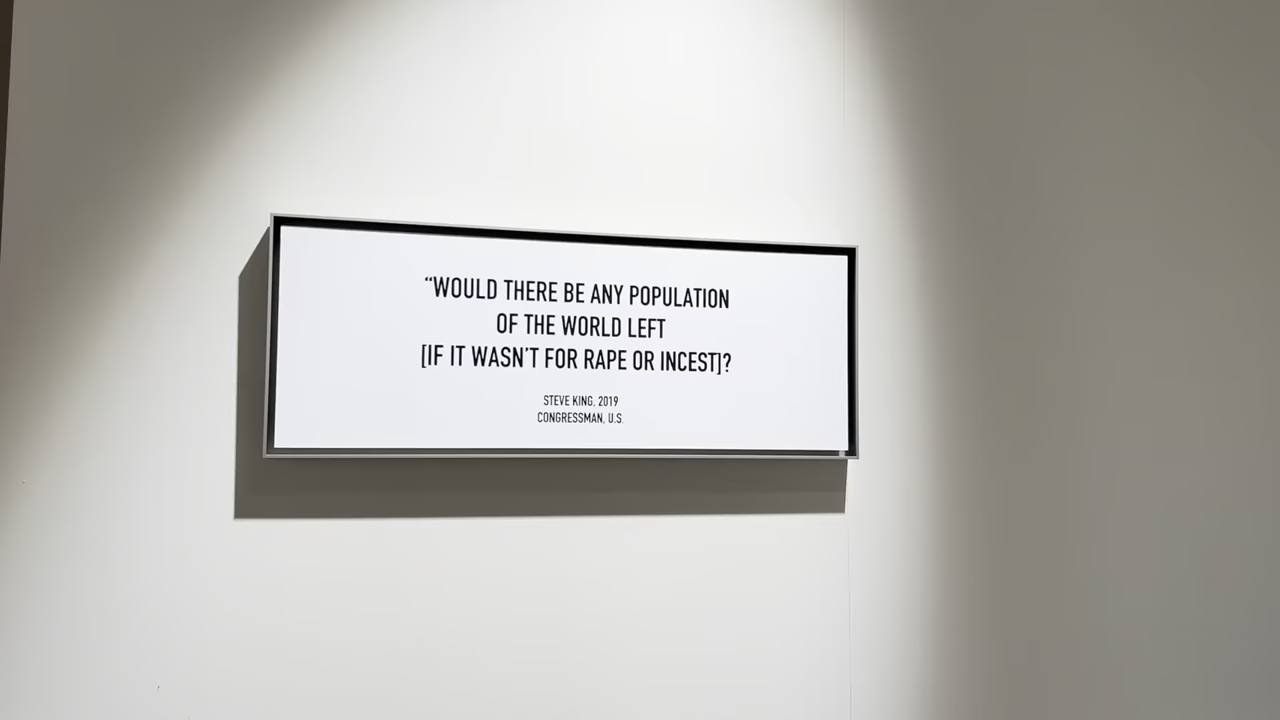 “WOULD THERE BE ANY POPULATION
OF THE WORLD LEFT
[IF IT WASN’T FOR RAPE OR INCEST]?
STEVE KING, 2019
CONGRESSMAN, U.S.